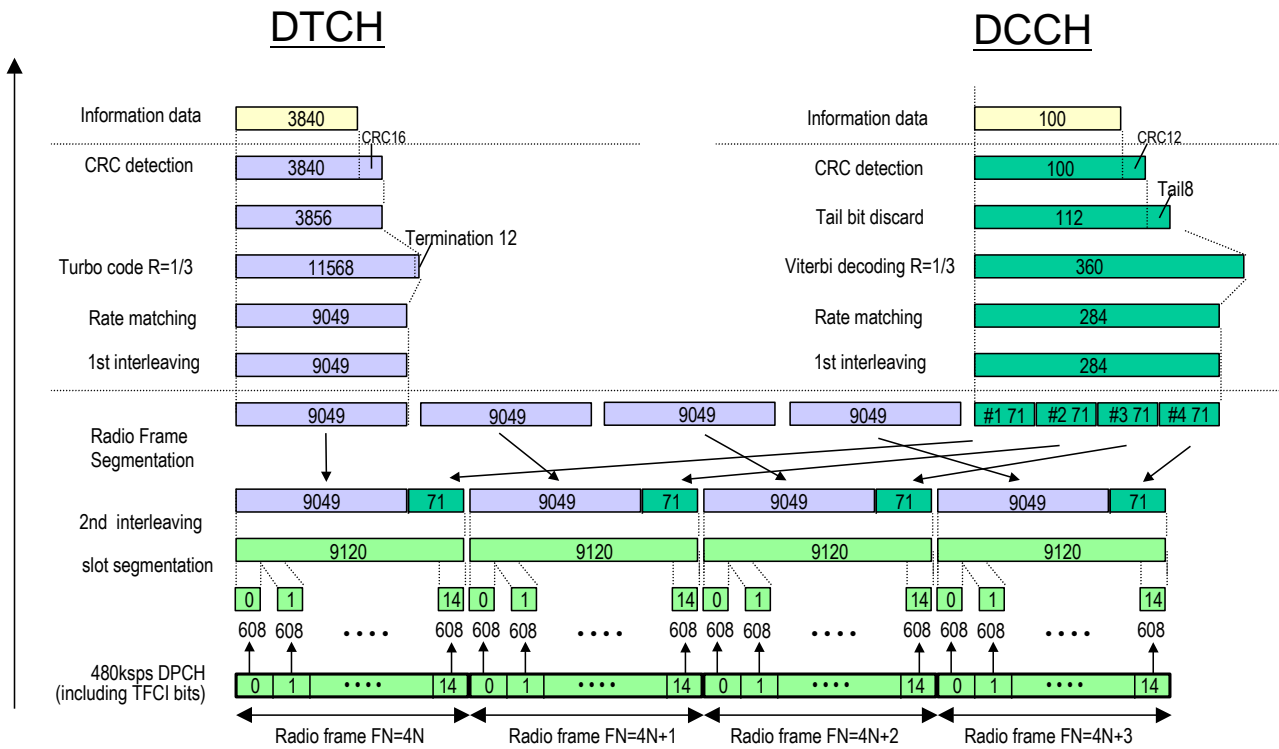 DTCH
DCCH
Information data
3840
Information data
100
CRC16
CRC12
CRC detection
3840
CRC detection
100
Tail8
3856
Tail bit discard
112
Termination 12
Turbo code R=1/3
11568
Viterbi decoding R=1/3
360
Rate matching
9049
Rate matching
284
1st interleaving
9049
1st interleaving
284
9049
9049
9049
9049
#1 71
#2 71
#3 71
#4 71
Radio Frame
Segmentation
9049
71
9049
71
9049
71
9049
71
2nd interleaving
9120
9120
9120
9120
slot segmentation
0 1 14 0 1 14 0 1 14 0 1 14
608 608 •••• 608 608 608 •••• 608 608 608 •••• 608 608 608 •••• 608
480ksps DPCH
(including TFCI bits)
0 1 •••• 14 0 1 •••• 14 0 1 •••• 14 0 1 •••• 14
Radio frame FN=4N
Radio frame FN=4N+1
Radio frame FN=4N+2
Radio frame FN=4N+3